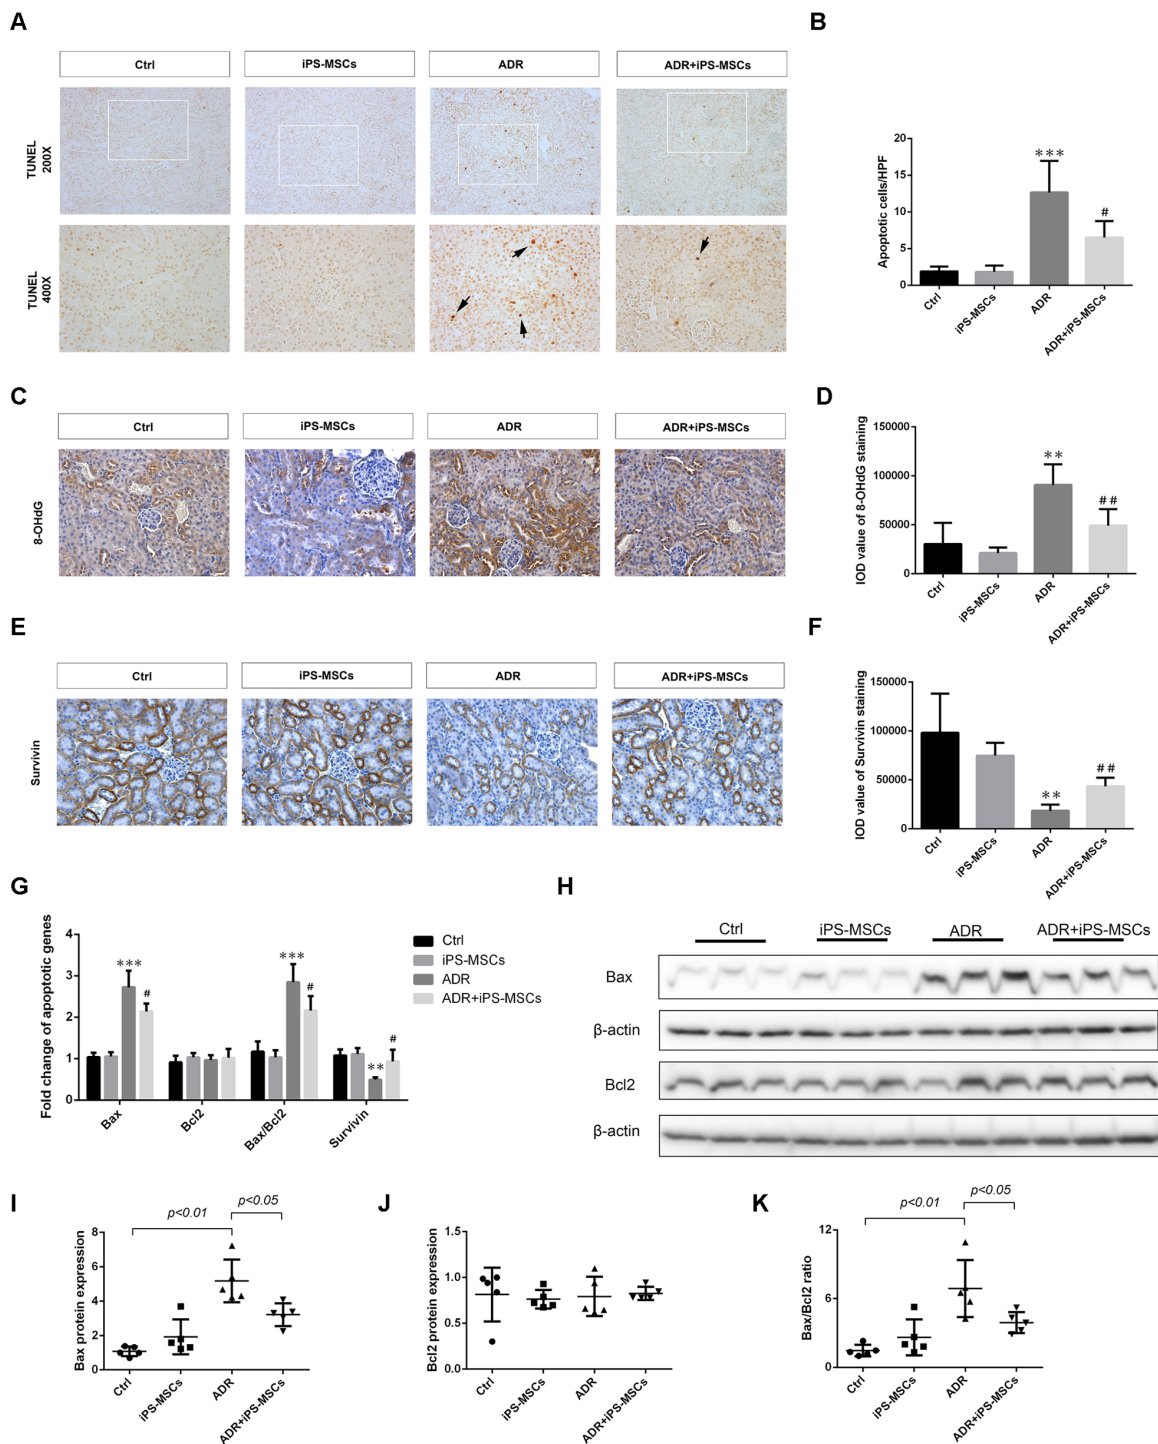 A
Ctrl
iPS-MSCs
ADR
ADR+iPS-MSCs
TUNEL
200X
TUNEL
400X
B
Apoptotic cells/HPF
20
15
10
5
0
***
#
Ctrl
iPS-MSCs
ADR
ADR+iPS-MSCs
C
Ctrl
iPS-MSCs
ADR
ADR+iPS-MSCs
8-OHdG
D
IOD value of 8-OHdG staining
150000
100000
50000
0
**
##
Ctrl
iPS-MSCs
ADR
ADR+iPS-MSCs
E
Ctrl
iPS-MSCs
ADR
ADR+iPS-MSCs
Survivin
F
IOD value of Survivin staining
150000
100000
50000
0
**
##
Ctrl
iPS-MSCs
ADR
ADR+iPS-MSCs
G
Fold change of apoptotic genes
4
3
2
1
0
***
#
***
#
**
#
Bax
Bcl2
Bax/Bcl2
Survivin
Ctrl
iPS-MSCs
ADR
ADR+iPS-MSCs
H
Ctrl
iPS-MSCs
ADR
ADR+iPS-MSCs
Bax
β-actin
Bcl2
β-actin
I
Bax protein expression
8
6
4
2
0
p<0.01
p<0.05
Ctrl
iPS-MSCs
ADR
ADR+iPS-MSCs
J
Bcl2 protein expression
1.5
1.0
0.5
0.0
Ctrl
iPS-MSCs
ADR
ADR+iPS-MSCs
K
Bax/Bcl2 ratio
12
6
0
p<0.01
p<0.05
Ctrl
iPS-MSCs
ADR
ADR+iPS-MSCs